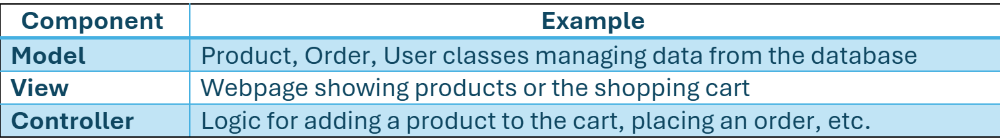 Component Example
Model Product, Order, User classes managing data from the database
View Webpage showing products or the shopping cart
Controller Logic for adding a product to the cart, placing an order, etc.